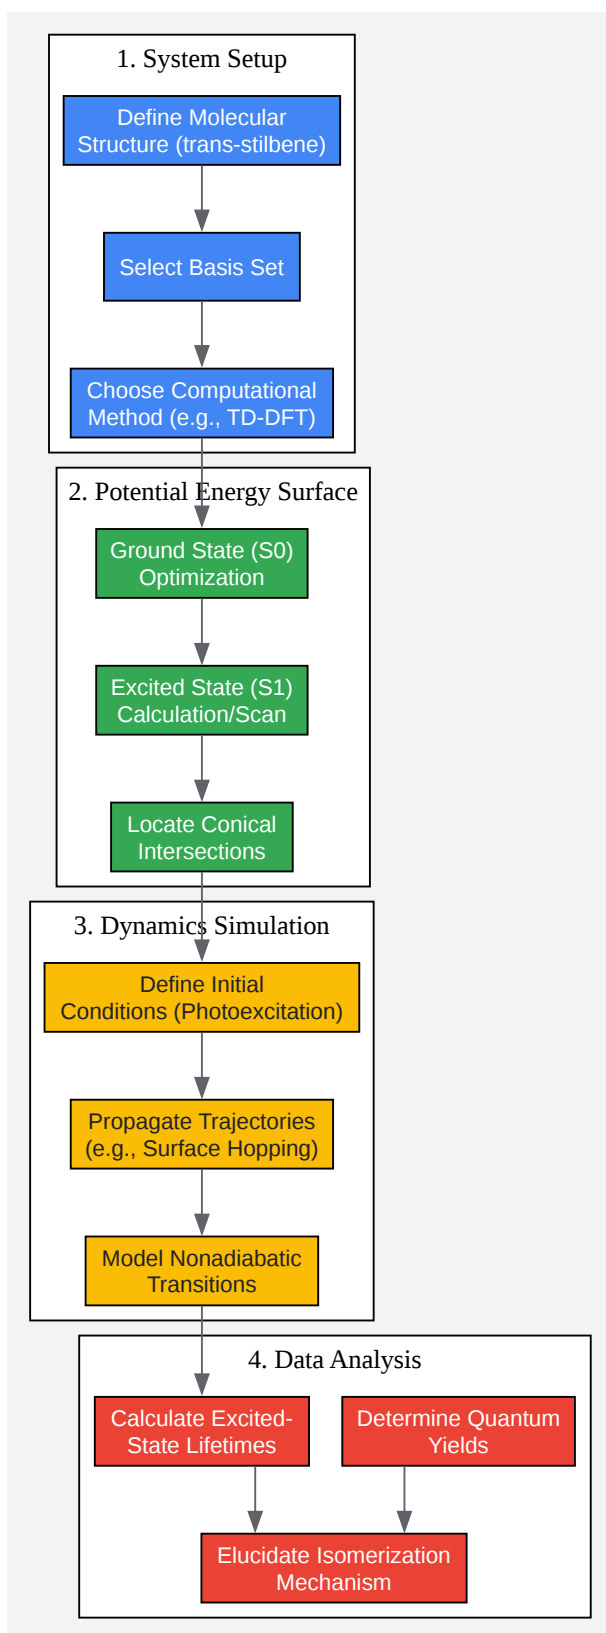 1. System Setup
Define Molecular
Structure (trans-stilbene)
Select Basis Set
Choose Computational
Method (e.g., TD-DFT)
2. Potential Energy Surface
Ground State (S0)
Optimization
Excited State (S1)
Calculation/Scan
Locate Conical
Intersections
3. Dynamics Simulation
Define Initial
Conditions (Photoexcitation)
Propagate Trajectories
(e.g., Surface Hopping)
Model Nonadiabatic
Transitions
4. Data Analysis
Calculate Excited-
State Lifetimes
Determine Quantum
Yields
Elucidate Isomerization
Mechanism